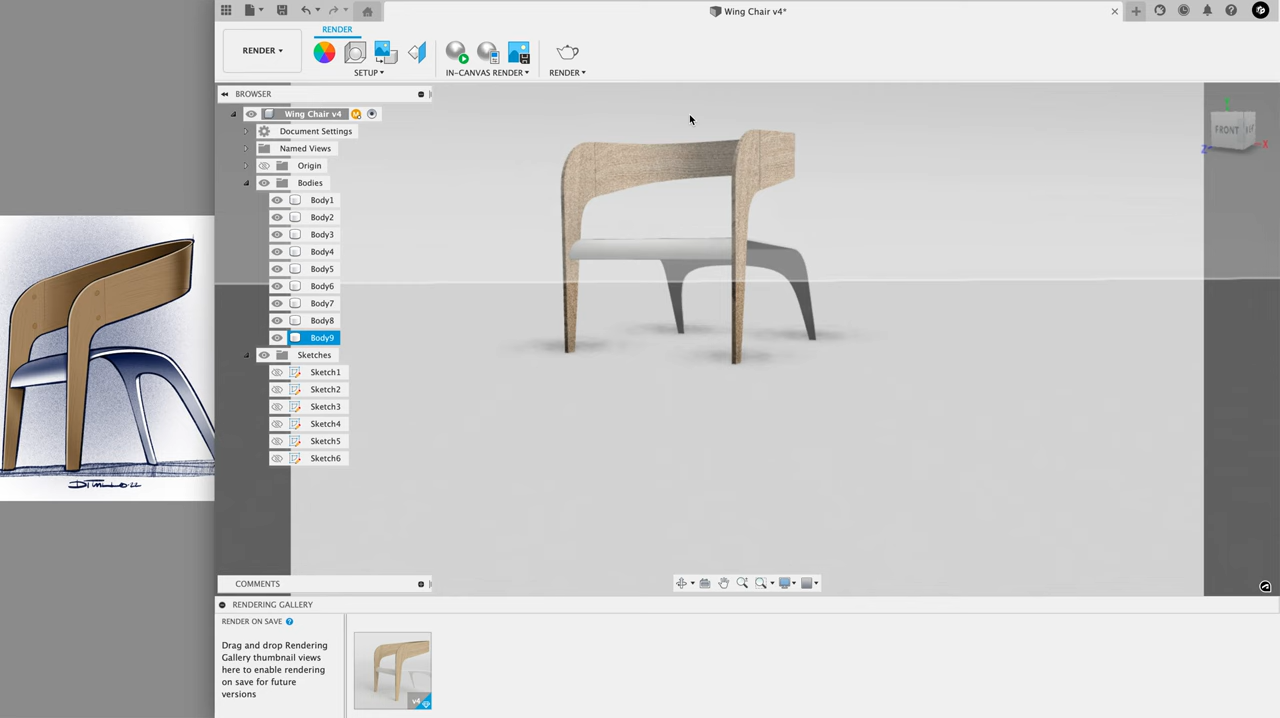 Wing Chair v4*
RENDER
RENDER ▾
SETUP ▾
IN-CANVAS RENDER ▾
RENDER ▾
BROWSER
Wing Chair v4
Document Settings
Named Views
Origin
Bodies
Body1
Body2
Body3
Body4
Body5
Body6
Body7
Body8
Body9
Sketches
Sketch1
Sketch2
Sketch3
Sketch4
Sketch5
Sketch6
FRONT
Z
X
COMMENTS
RENDERING GALLERY
RENDER ON SAVE
Drag and drop Rendering
Gallery thumbnail views
here to enable rendering
on save for future
versions
v4